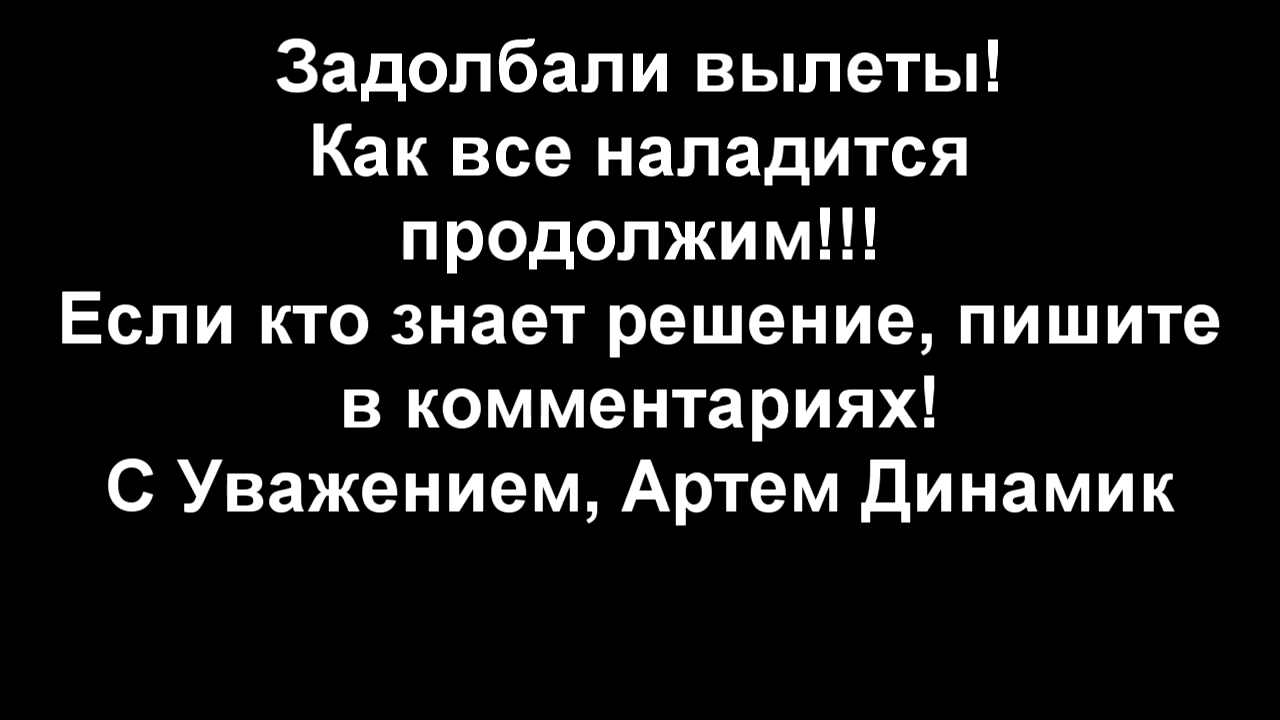 Задолбали вылеты!
Как все наладится
продолжим!!!
Если кто знает решение, пишите
в комментариях!
С Уважением, Артем Динамик